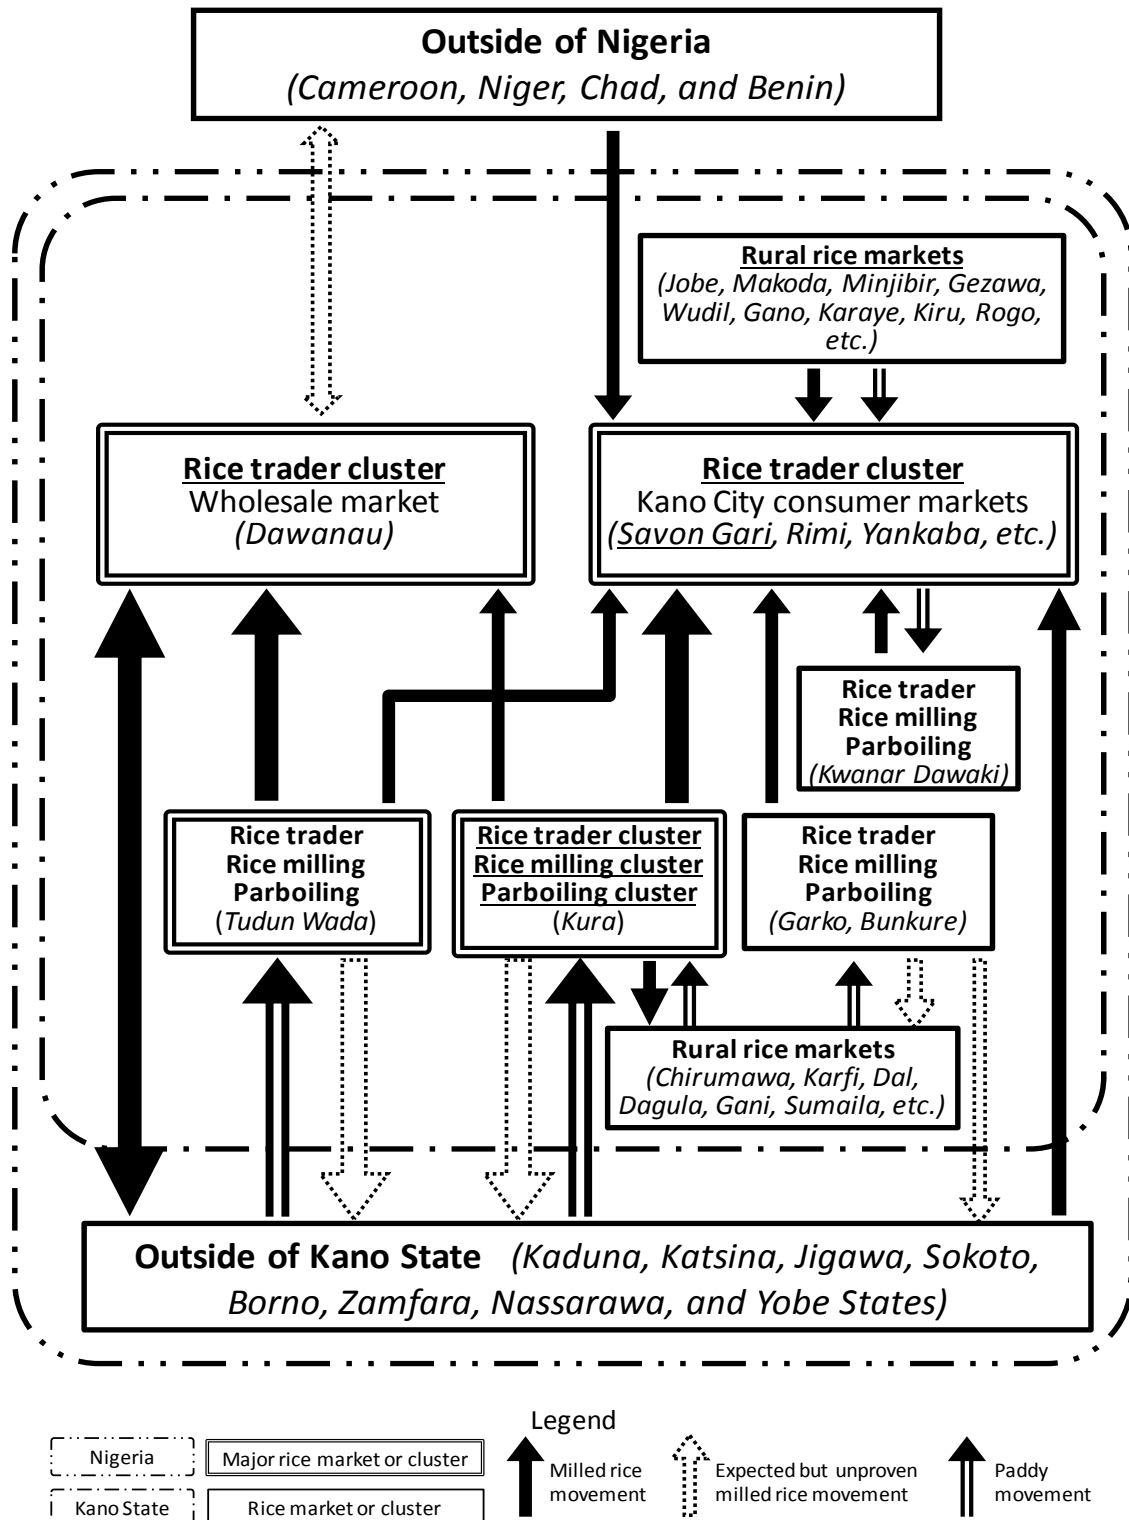 Outside of Nigeria
(Cameroon, Niger, Chad, and Benin)
Rural rice markets
(Jobe, Makoda, Minjibir, Gezawa,
Wudil, Gano, Karaye, Kiru, Rogo,
etc.)
Rice trader cluster
Wholesale market
(Dawanau)
Rice trader cluster
Kano City consumer markets
(Savon Gari, Rimi, Yankaba, etc.)
Rice trader
Rice milling
Parboiling
(Kwanar Dawaki)
Rice trader
Rice milling
Parboiling
(Tudun Wada)
Rice trader cluster
Rice milling cluster
Parboiling cluster
(Kura)
Rice trader
Rice milling
Parboiling
(Garko, Bunkure)
Rural rice markets
(Chirumawa, Karfi, Dal,
Dagula, Gani, Sumaila, etc.)
Outside of Kano State (Kaduna, Katsina, Jigawa, Sokoto,
Borno, Zamfara, Nassarawa, and Yobe States)
Legend
Nigeria
Major rice market or cluster
Kano State
Rice market or cluster
Milled rice
movement
Expected but unproven
milled rice movement
Paddy
movement